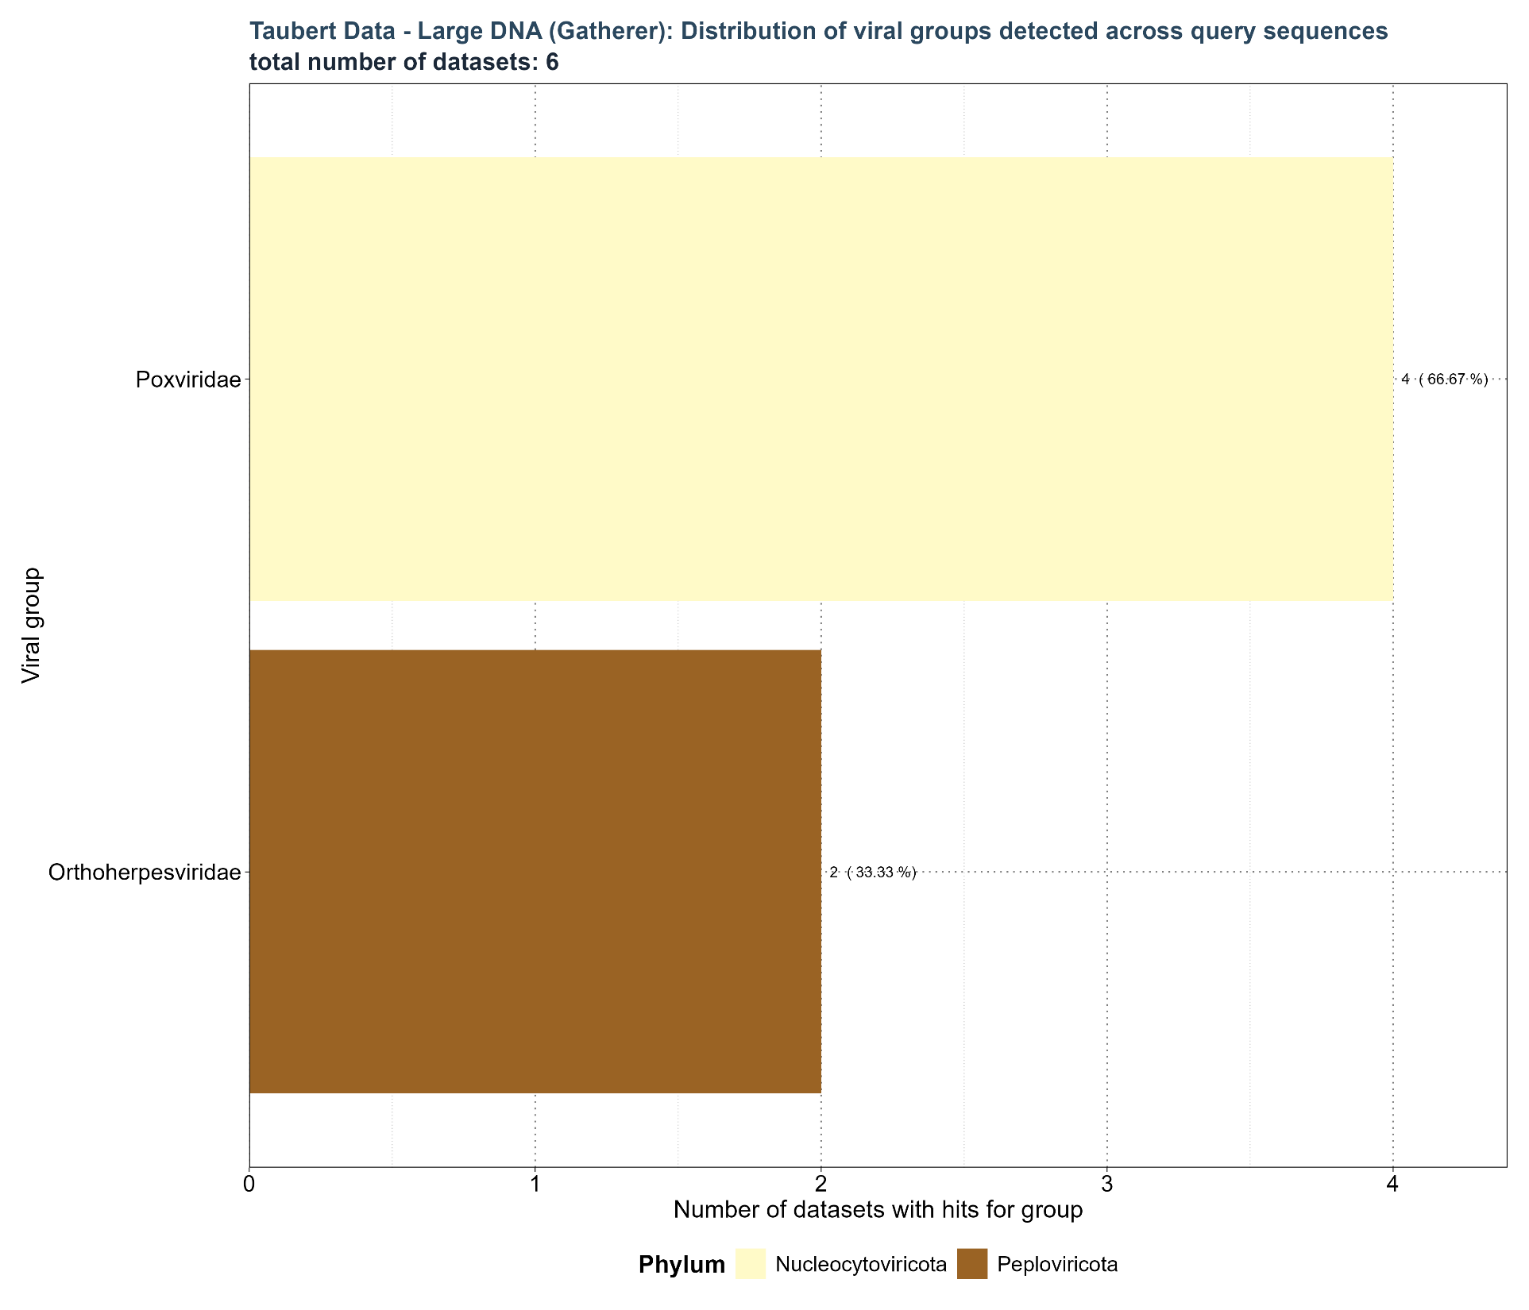 Taubert Data - Large DNA (Gatherer): Distribution of viral groups detected across query sequences
total number of datasets: 6
Viral group
Poxviridae
4 ( 66.67 %)
Orthoherpesviridae
2 ( 33.33 %)
0 1 2 3 4
Number of datasets with hits for group
Phylum Nucleocytoviricota Peploviricota